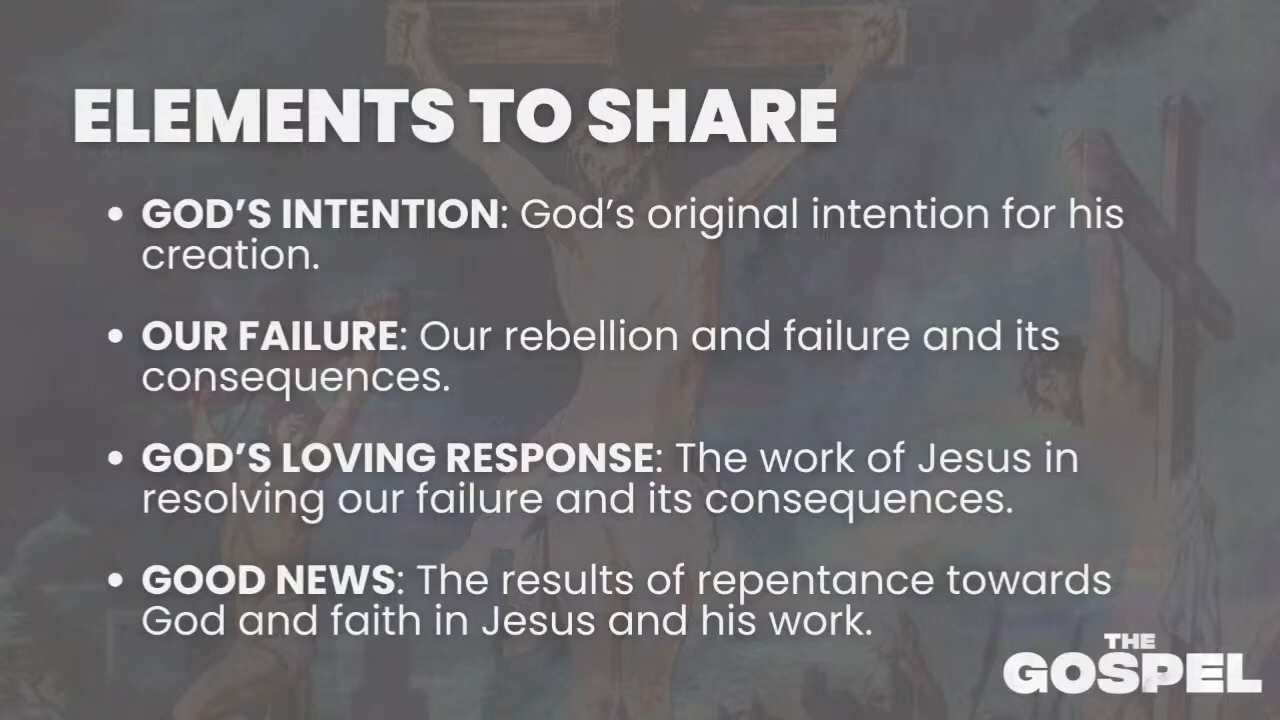 ELEMENTS TO SHARE
• GOD’S INTENTION: God’s original intention for his
creation.
• OUR FAILURE: Our rebellion and failure and its
consequences.
• GOD’S LOVING RESPONSE: The work of Jesus in
resolving our failure and its consequences.
• GOOD NEWS: The results of repentance towards
God and faith in Jesus and his work.
THE
GOSPEL